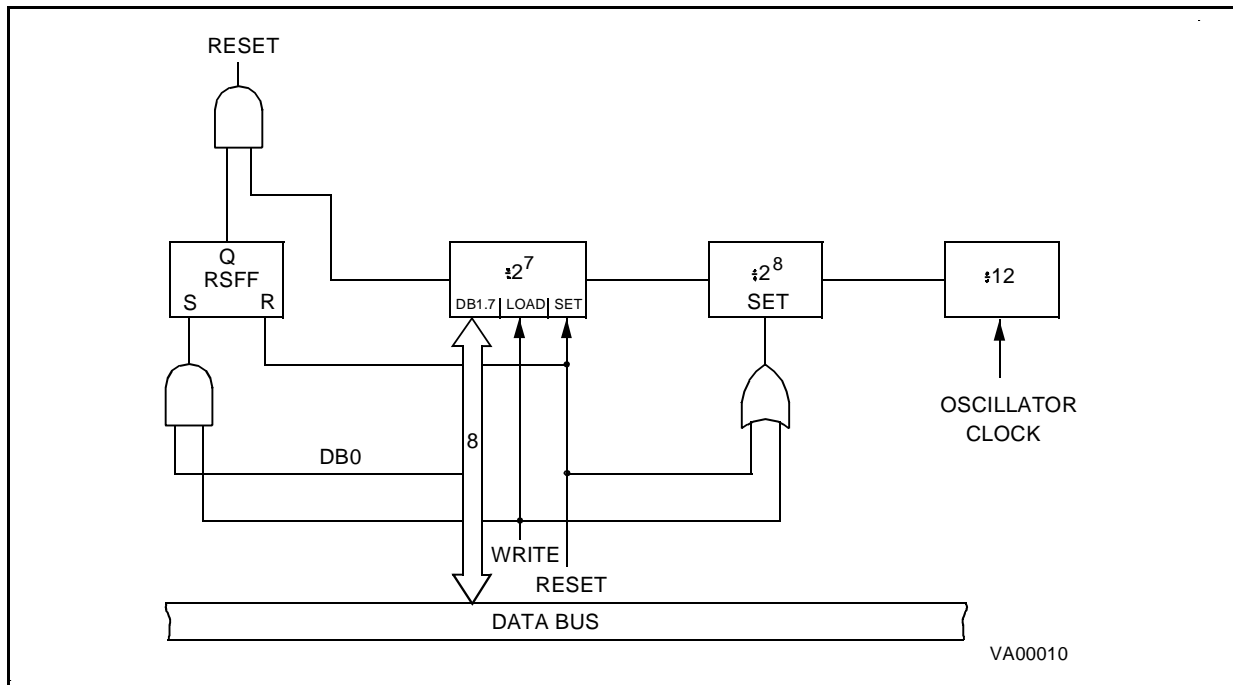 RESET
Q
RSFF
S R
÷2⁷
DB1.7 LOAD SET
÷2⁸
SET
÷12
OSCILLATOR
CLOCK
8
DB0
WRITE
RESET
DATA BUS
VA00010